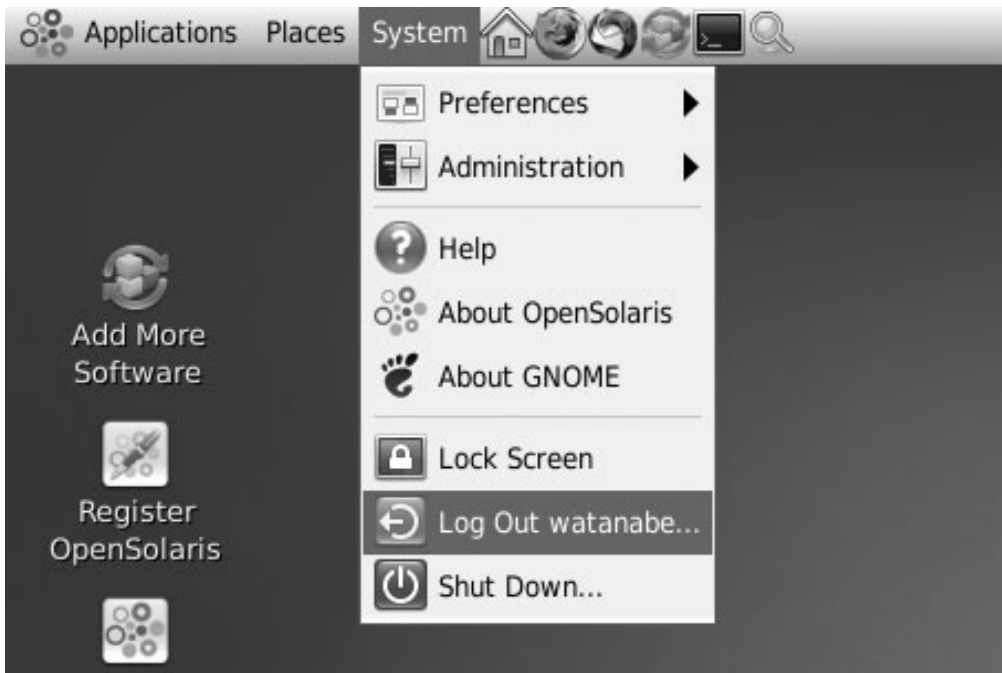 Applications Places System
Preferences
Administration
Help
About OpenSolaris
About GNOME
Lock Screen
Log Out watanabe...
Shut Down...
Add More
Software
Register
OpenSolaris